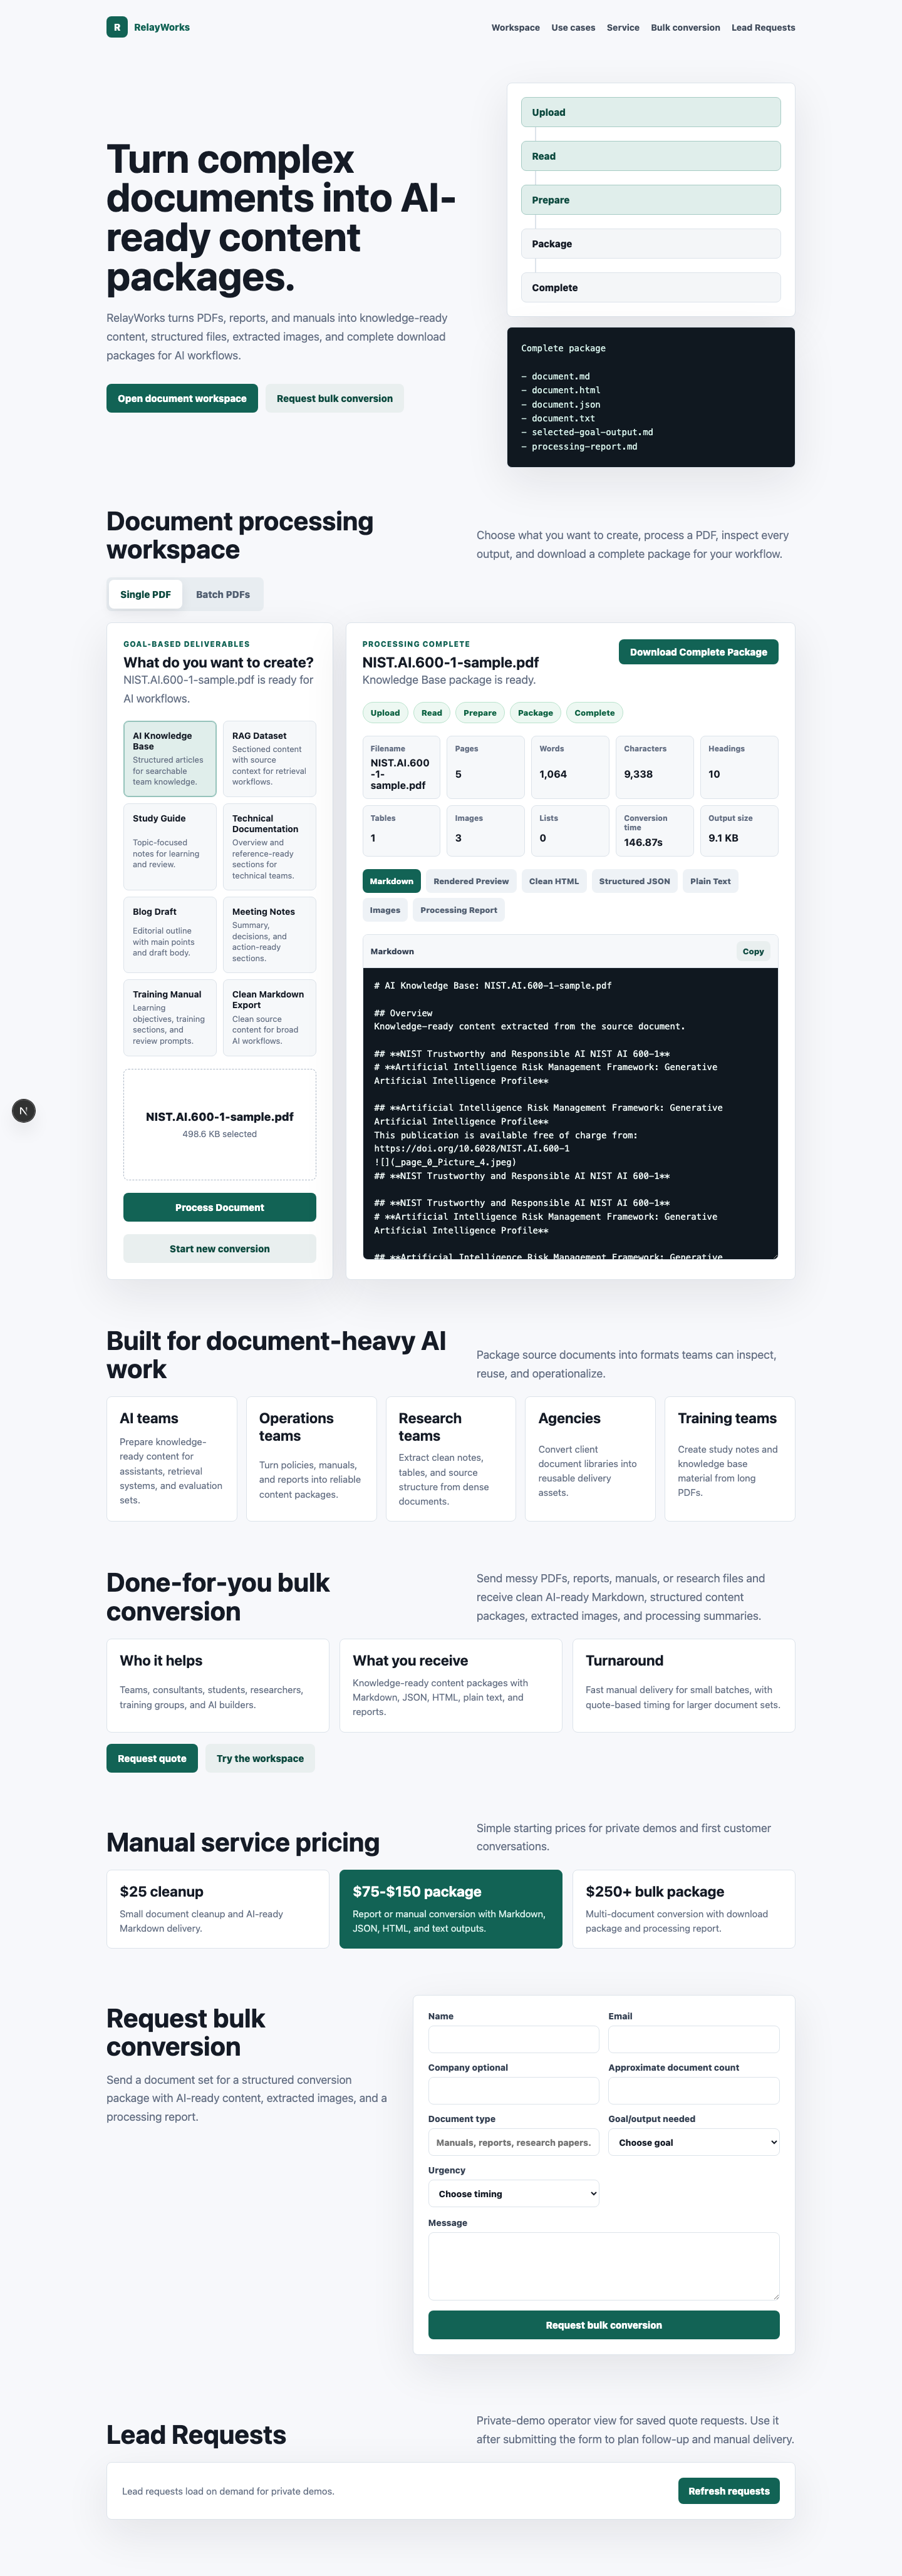 R RelayWorks
Workspace Use cases Service Bulk conversion Lead Requests
Turn complex
documents into AI-
ready content
packages.
RelayWorks turns PDFs, reports, and manuals into knowledge-ready
content, structured files, extracted images, and complete download
packages for AI workflows.
Open document workspace Request bulk conversion
Upload
Read
Prepare
Package
Complete
Complete package
- document.md
- document.html
- document.json
- document.txt
- selected-goal-output.md
- processing-report.md
Document processing
workspace
Choose what you want to create, process a PDF, inspect every
output, and download a complete package for your workflow.
Single PDF Batch PDFs
GOAL-BASED DELIVERABLES
What do you want to create?
NIST.AI.600-1-sample.pdf is ready for
AI workflows.
AI Knowledge
Base
Structured articles
for searchable
team knowledge.
RAG Dataset
Sectioned content
with source
context for retrieval
workflows.
Study Guide
Topic-focused
notes for learning
and review.
Technical
Documentation
Overview and
reference-ready
sections for
technical teams.
Blog Draft
Editorial outline
with main points
and draft body.
Meeting Notes
Summary,
decisions, and
action-ready
sections.
Training Manual
Learning
objectives, training
sections, and
review prompts.
Clean Markdown
Export
Clean source
content for broad
AI workflows.
NIST.AI.600-1-sample.pdf
498.6 KB selected
Process Document
Start new conversion
PROCESSING COMPLETE
NIST.AI.600-1-sample.pdf
Knowledge Base package is ready.
Download Complete Package
Upload Read Prepare Package Complete
Filename
NIST.AI.600
-1-
sample.pdf
Pages
5
Words
1,064
Characters
9,338
Headings
10
Tables
1
Images
3
Lists
0
Conversion
time
146.87s
Output size
9.1 KB
Markdown Rendered Preview Clean HTML Structured JSON Plain Text
Images Processing Report
Markdown Copy
# AI Knowledge Base: NIST.AI.600-1-sample.pdf
## Overview
Knowledge-ready content extracted from the source document.
## **NIST Trustworthy and Responsible AI NIST AI 600-1**
# **Artificial Intelligence Risk Management Framework: Generative
Artificial Intelligence Profile**
## **Artificial Intelligence Risk Management Framework: Generative
Artificial Intelligence Profile**
This publication is available free of charge from:
https://doi.org/10.6028/NIST.AI.600-1
![](_page_0_Picture_4.jpeg)
## **NIST Trustworthy and Responsible AI NIST AI 600-1**
## **NIST Trustworthy and Responsible AI NIST AI 600-1**
# **Artificial Intelligence Risk Management Framework: Generative
Artificial Intelligence Profile**
## **Artificial Intelligence Risk Management Framework: Generative
N
Built for document-heavy AI
work
Package source documents into formats teams can inspect,
reuse, and operationalize.
AI teams
Prepare knowledge-
ready content for
assistants, retrieval
systems, and evaluation
sets.
Operations
teams
Turn policies, manuals,
and reports into reliable
content packages.
Research
teams
Extract clean notes,
tables, and source
structure from dense
documents.
Agencies
Convert client
document libraries into
reusable delivery
assets.
Training teams
Create study notes and
knowledge base
material from long
PDFs.
Done-for-you bulk
conversion
Send messy PDFs, reports, manuals, or research files and
receive clean AI-ready Markdown, structured content
packages, extracted images, and processing summaries.
Who it helps
Teams, consultants, students, researchers,
training groups, and AI builders.
What you receive
Knowledge-ready content packages with
Markdown, JSON, HTML, plain text, and
reports.
Turnaround
Fast manual delivery for small batches, with
quote-based timing for larger document sets.
Request quote Try the workspace
Manual service pricing
Simple starting prices for private demos and first customer
conversations.
$25 cleanup
Small document cleanup and AI-ready
Markdown delivery.
$75-$150 package
Report or manual conversion with Markdown,
JSON, HTML, and text outputs.
$250+ bulk package
Multi-document conversion with download
package and processing report.
Request bulk
conversion
Send a document set for a structured conversion
package with AI-ready content, extracted images, and a
processing report.
Name Email
Company optional Approximate document count
Document type Goal/output needed
Manuals, reports, research papers. Choose goal
Urgency
Choose timing
Message
Request bulk conversion
Lead Requests
Private-demo operator view for saved quote requests. Use it
after submitting the form to plan follow-up and manual delivery.
Lead requests load on demand for private demos.
Refresh requests